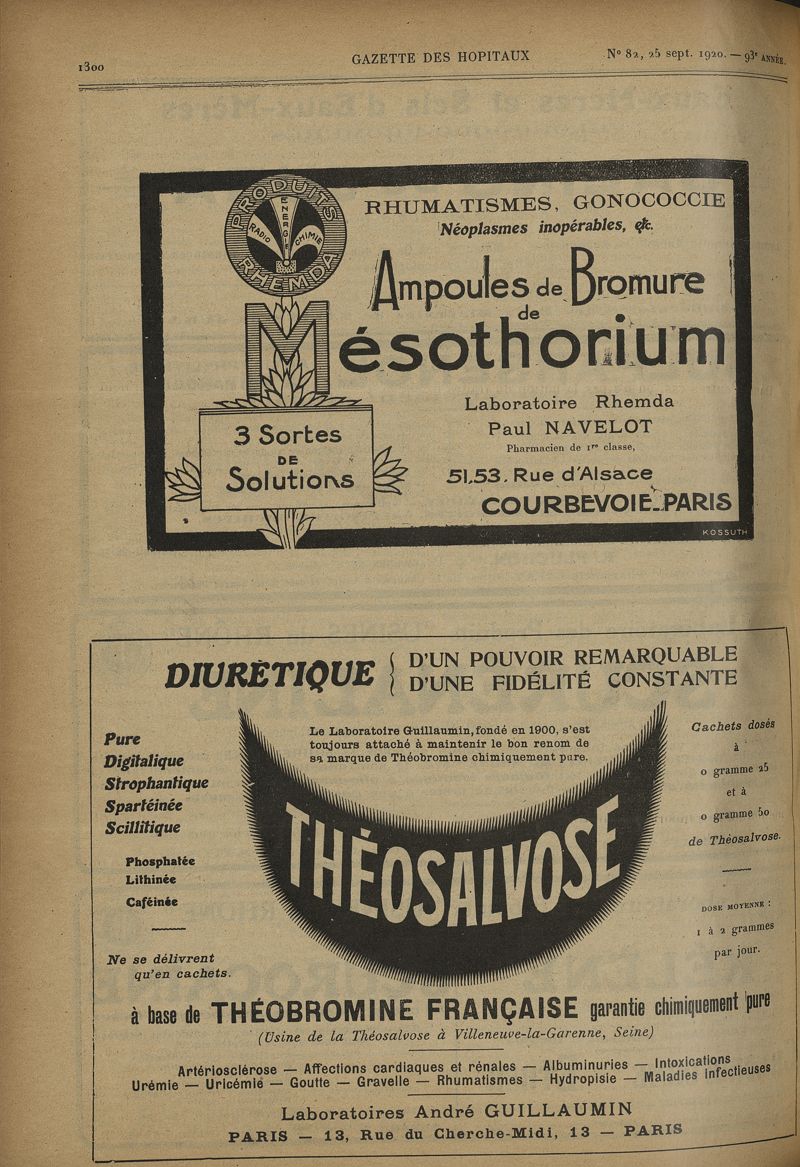 1300
GAZETTE DES HOPITAUX
N° 82, 25 sept. 1920. — 93e ANNÉE.
PRODUITS
ENERGIE
RADIO
CHIMIE
RHEMDA
RHUMATISMES, GONOCOCCIE
Néoplasmes inopérables, etc.
Ampoules de Bromure
de
Mésothorium
3 Sortes
DE
Solutions
Laboratoire Rhemda
Paul NAVELOT
Pharmacien de 1re classe,
51.53. Rue d'Alsace
COURBEVOIE-PARIS
KOSSUTH
DIURÉTIQUE
D'UN POUVOIR REMARQUABLE
D'UNE FIDÉLITÉ CONSTANTE
Pure
Digitalique
Strophantique
Spartéinée
Scillitique
Phosphatée
Lithinée
Caféinée
Ne se délivrent
qu'en cachets.
Le Laboratoire Guillaumin, fondé en 1900, s'est
toujours attaché à maintenir le bon renom de
sa marque de Théobromine chimiquement pure.
THÉOSALVOSE
Cachets dosés
à
0 gramme 25
et à
0 gramme 50
de Théosalvose.
DOSE MOYENNE :
1 à 2 grammes
par jour.
à base de THÉOBROMINE FRANÇAISE garantie chimiquement pure
(Usine de la Théosalvose à Villeneuve-la-Garenne, Seine)
Artériosclérose — Affections cardiaques et rénales — Albuminuries — Intoxications
Urémie — Uricémie — Goutte — Gravelle — Rhumatismes — Hydropisie — Maladies infectieuses
Laboratoires André GUILLAUMIN
PARIS — 13, Rue du Cherche-Midi, 13 — PARIS